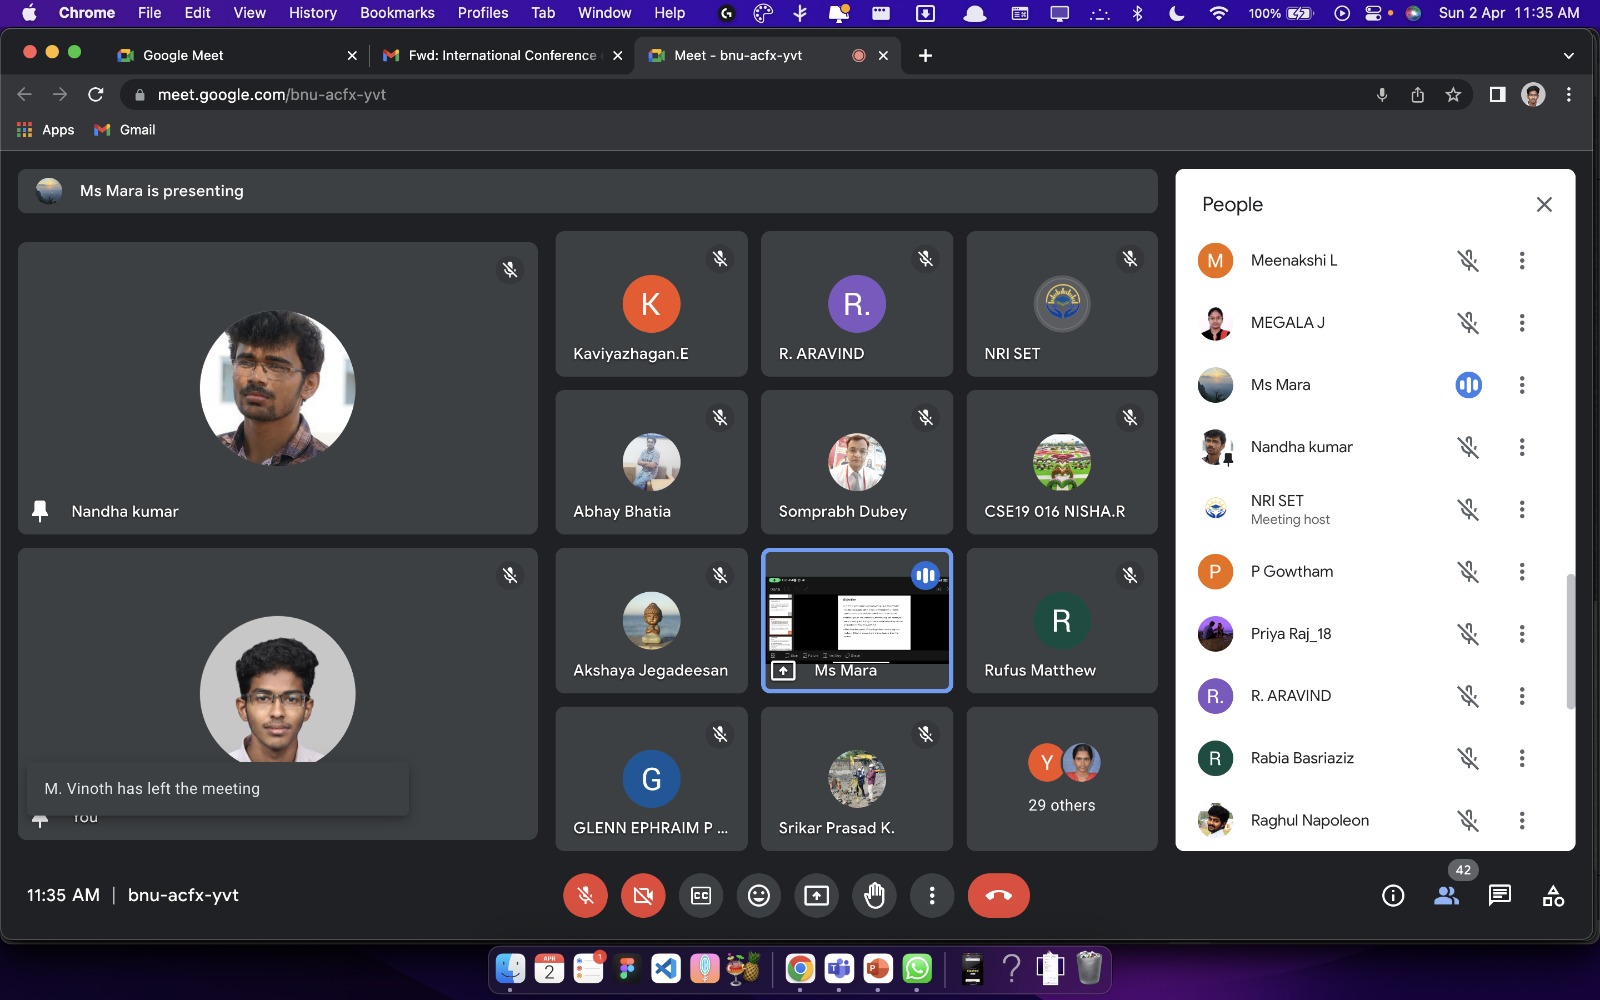 Chrome File Edit View History Bookmarks Profiles Tab Window Help 100% Sun 2 Apr 11:35 AM
Google Meet Fwd: International Conference Meet - bnu-acfx-yvt
meet.google.com/bnu-acfx-yvt
Apps Gmail
Ms Mara is presenting
Nandha kumar
M. Vinoth has left the meeting
You
K
Kaviyazhagan.E
R.
R. ARAVIND
NRI SET
Abhay Bhatia
Somprabh Dubey
CSE19 016 NISHA.R
Akshaya Jegadeesan
Ms Mara
R
Rufus Matthew
G
GLENN EPHRAIM P ...
Srikar Prasad K.
Y
29 others
People
M
Meenakshi L
MEGALA J
Ms Mara
Nandha kumar
NRI SET
Meeting host
P
P Gowtham
Priya Raj_18
R.
R. ARAVIND
R
Rabia Basriaziz
Raghul Napoleon
11:35 AM | bnu-acfx-yvt
CC
42
APR
2
1